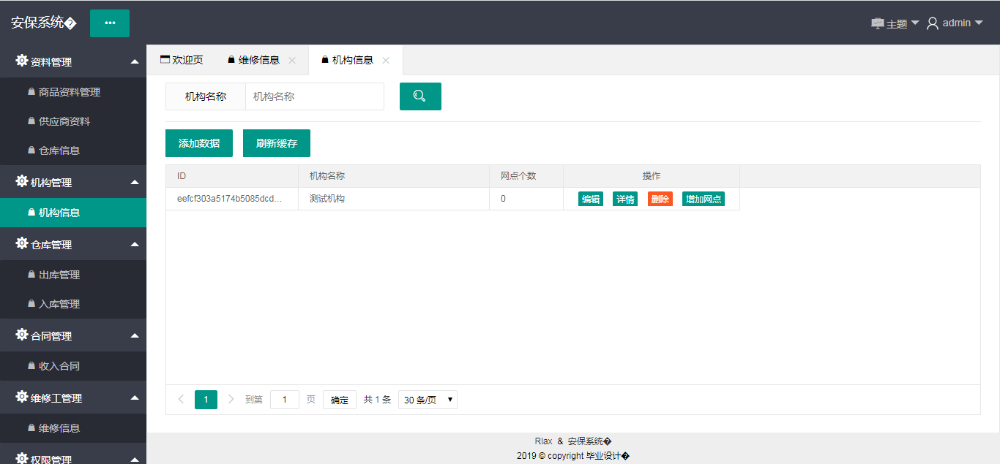 安保系统�
•••
主题
admin
资料管理
商品资料管理
供应商资料
仓库信息
机构管理
机构信息
仓库管理
出库管理
入库管理
合同管理
收入合同
维修工管理
维修信息
权限管理
欢迎页 维修信息 机构信息
机构名称 机构名称
添加数据 刷新缓存
ID 机构名称 网点个数 操作
eefcf303a5174b5085dcd... 测试机构 0 编辑 详情 删除 增加网点
1 到第 1 页 确定 共 1 条 30 条/页
Rlax & 安保系统�
2019 © copyright 毕业设计�